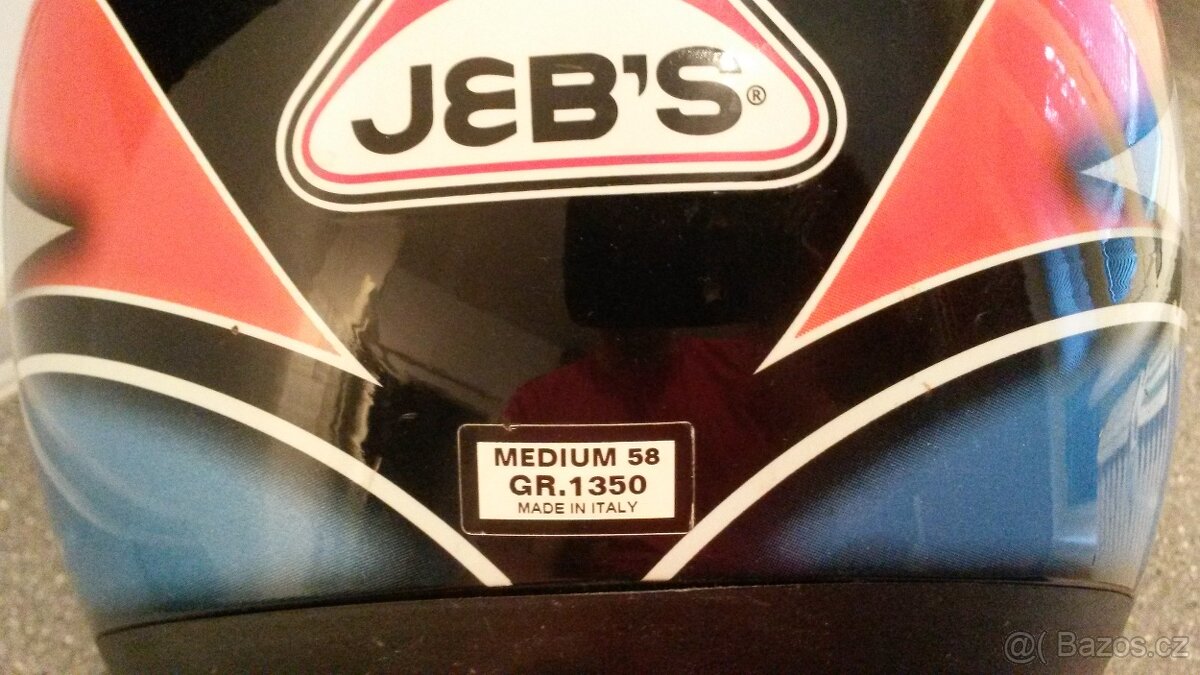 JEB'S®
MEDIUM 58
GR.1350
MADE IN ITALY
@( Bazos.cz